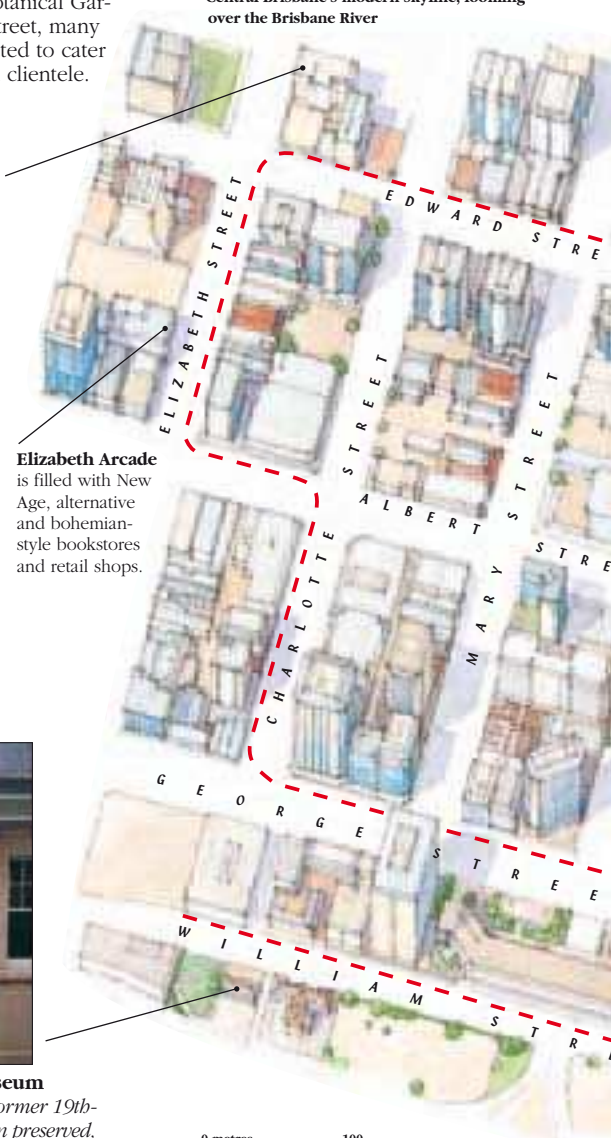 otanical Gar-
treet, many
ted to cater
clientele.
Central Brisbane's modern skyline, looking
over the Brisbane River
EDWARD STRE
ELIZABETH STREET
Elizabeth Arcade
is filled with New
Age, alternative
and bohemian-
style bookstores
and retail shops.
CHARLOTTE STREET
ALBERT STRE
MARY STREET
GEORGE STREE
WILLIAM STRE
seum
ormer 19th-
n preserved,
0 metres 100